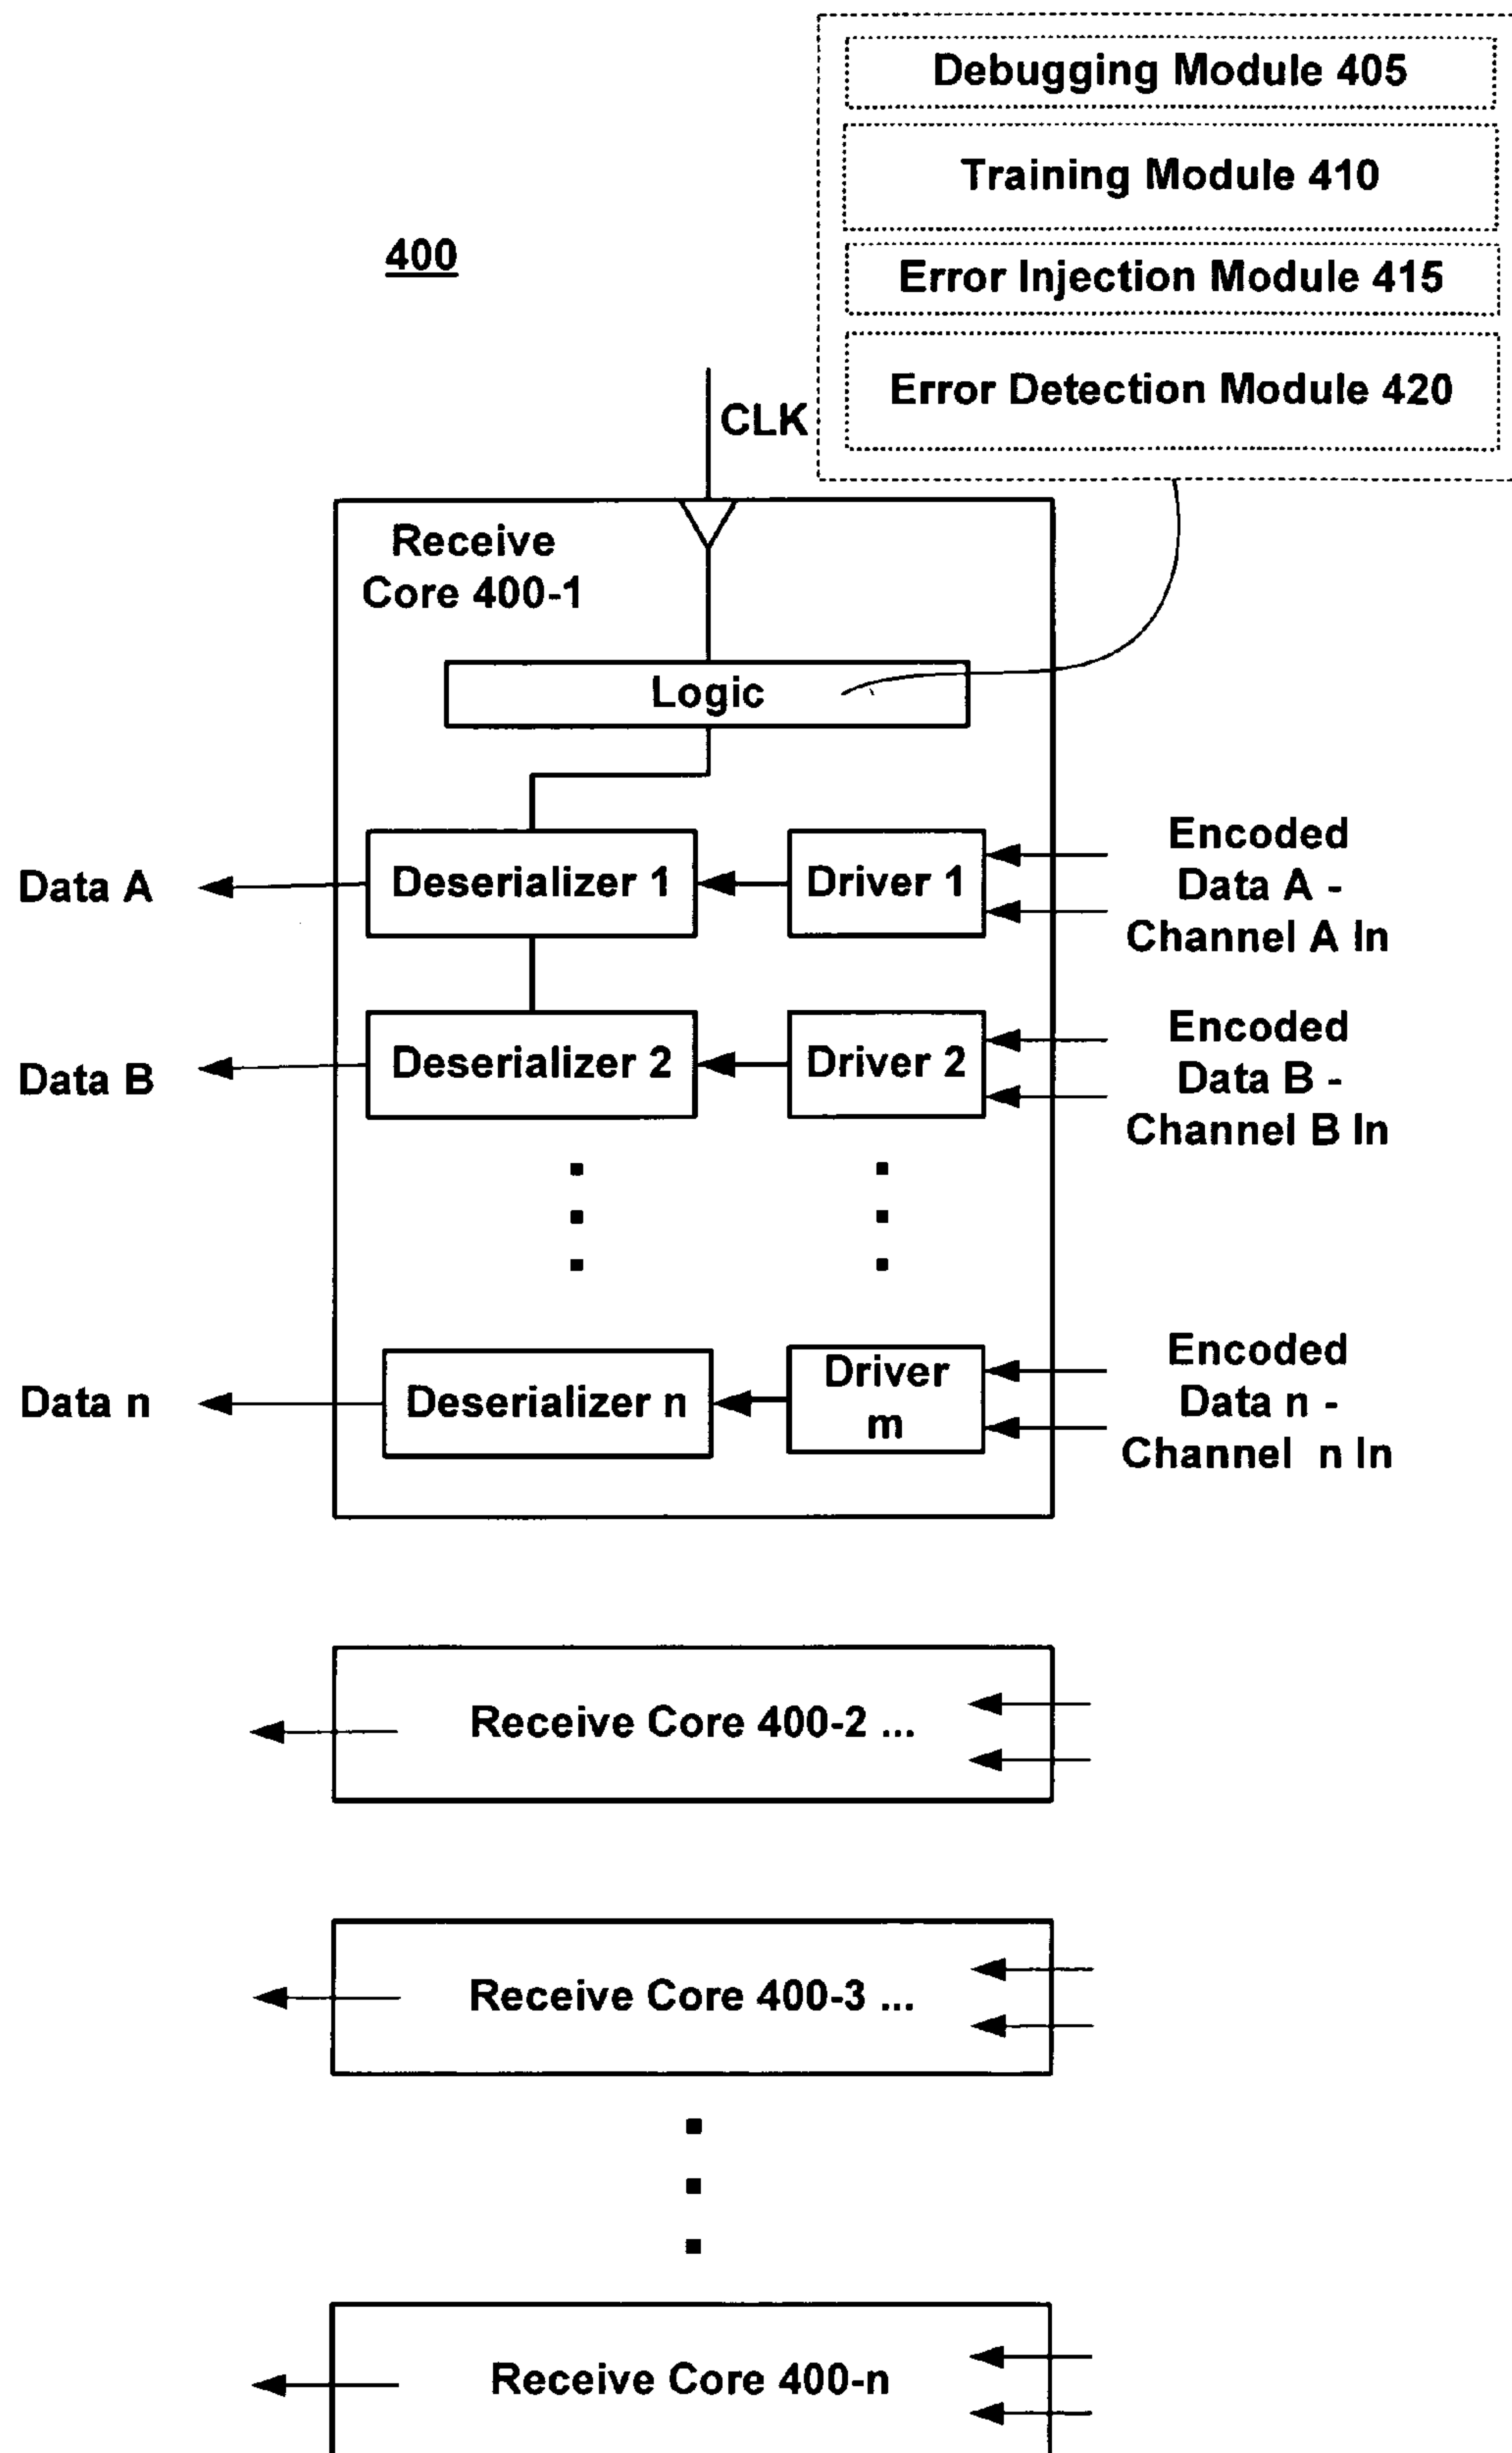 Debugging Module 405
Training Module 410
Error Injection Module 415
Error Detection Module 420
400
CLK
Receive
Core 400-1
Logic
Data A
Deserializer 1
Driver 1
Encoded
Data A -
Channel A In
Data B
Deserializer 2
Driver 2
Encoded
Data B -
Channel B In
Data n
Deserializer n
Driver
m
Encoded
Data n -
Channel n In
Receive Core 400-2 ...
Receive Core 400-3 ...
Receive Core 400-n